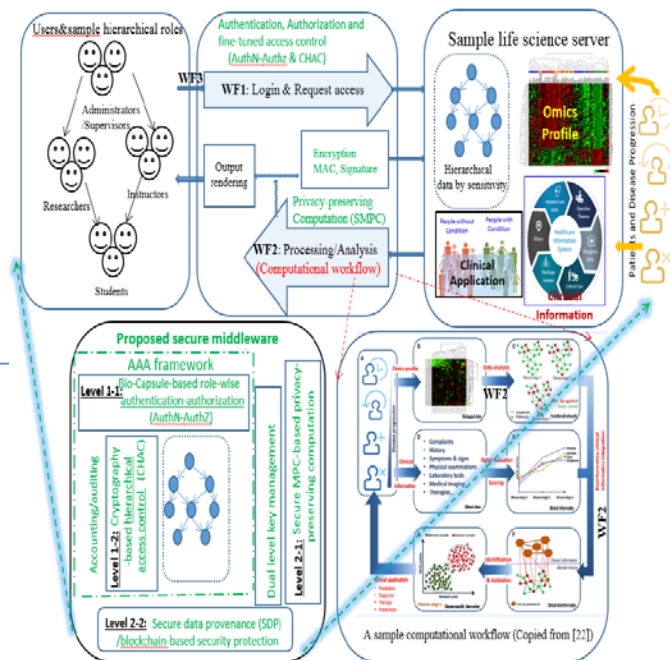 Users&sample hierarchical roles
Administrators
/Supervisors
Researchers
Instructors
Students
WF3
Authentication, Authorization and
fine-tuned access control
(AuthN-Authz & CHAC)
WF1: Login & Request access
Output
rendering
Encryption
MAC, Signature
Privacy-preserving
Computation (SMPC)
WF2: Processing/Analysis
(Computational workflow)
Sample life science server
Hierarchical
data by sensitivity
Omics
Profile
People without
Condition
People with
Condition
Clinical
Application
Healthcare
Information
System
Clinical
Information
Patients and Disease Progression
Proposed secure middleware
AAA framework
Level 1-1: Bio-Capsule-based role-wise
authentication-authorization
(AuthN-AuthZ)
Accounting/auditing
Level 1-2: Cryptography
-based hierarchical
access control (CHAC)
Dual level key management
Level 2-1: Secure MPC-based privacy-
preserving computation
Level 2-2: Secure data provenance (SDP)
/blockchain-based security protection
Disease progression
Omics profile
Data analysis
WF2
Clinical
Information
• Complaints
• History
• Symptoms & signs
• Physical examinations
• Laboratory tests
• Medical imaging
• Therapies
Scoring
WF2
Identification
& Validation
Clinical application
• Prediction
• Diagnosis
• Therapy
• Prevention
A sample computational workflow (Copied from [22])